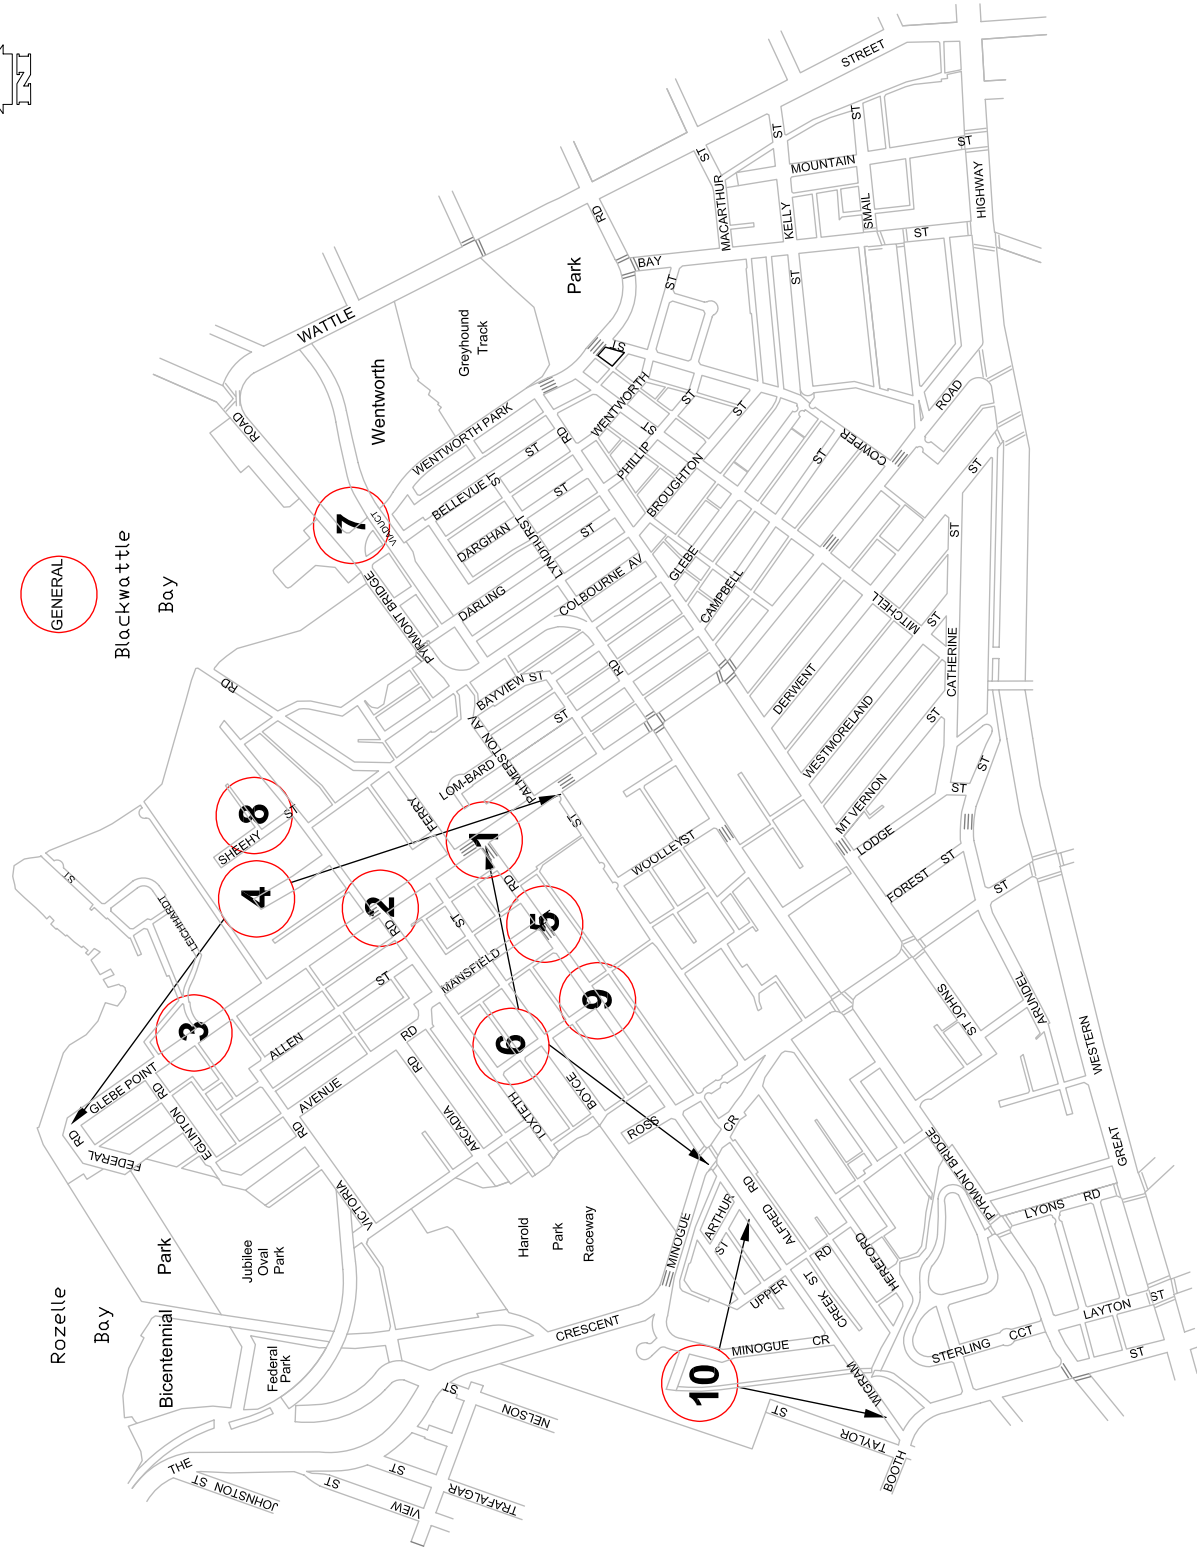 N
GENERAL
Blackwattle
Bay
Rozelle
Bay
Bicentennial
Park
Jubilee
Oval
Park
Federal
Park
Harold
Park
Raceway
Wentworth
Park
Greyhound
Track
1
2
3
4
5
6
7
8
9
10
WATTLE
STREET
ROAD
PYRMONT BRIDGE
VIADUCT
WENTWORTH PARK
RD
BELLEVUE
ST
DARGHAN
ST
LYNDHURST
ST
DARLING
ST
COLBOURNE AV
BAYVIEW ST
PALMERSTON AV
LOM-BARD
ST
FERRY
RD
SHEEHY
ST
LEICHHARDT
ST
GLEBE POINT
RD
FEDERAL
RD
EGLINTON
RD
ALLEN
ST
AVENUE
RD
VICTORIA
RD
ARCADIA
RD
TOXTETH
RD
MANSFIELD
ST
BOYCE
ST
ROSS
WOOLLEY
ST
RD
MINOGUE
CR
ARTHUR
ST
ALFRED
RD
UPPER
RD
CREEK ST
HEREFORD
WIGRAM
MINOGUE
CR
CRESCENT
THE
JOHNSTON
ST
VIEW
ST
TRAFALGAR
ST
NELSON
ST
TAYLOR
ST
BOOTH
ST
STERLING
CCT
LAYTON
ST
LYONS
RD
PYRMONT BRIDGE
GREAT
WESTERN
HIGHWAY
ARUNDEL
ST
ST JOHNS
FOREST
ST
LODGE
ST
ST
MT VERNON
ST
WESTMORELAND
ST
DERWENT
ST
CATHERINE
ST
MITCHELL
ST
CAMPBELL
ST
GLEBE
ST
BROUGHTON
ST
PHILLIP
ST
WENTWORTH
ST
COWPER
ROAD
BAY
ST
MACARTHUR
ST
KELLY
ST
MOUNTAIN
ST
SMAIL
ST